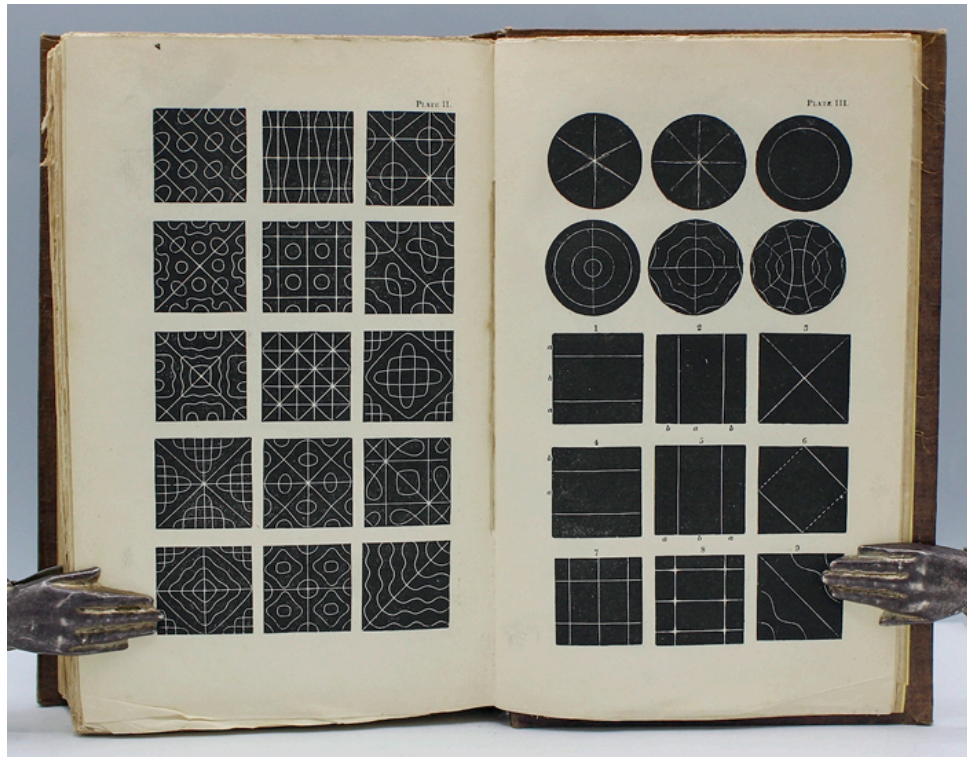 PLATE II.
PLATE III.
1 2 3
a
b
a
b a b
4 5 6
b
a
a b a
7 8 9